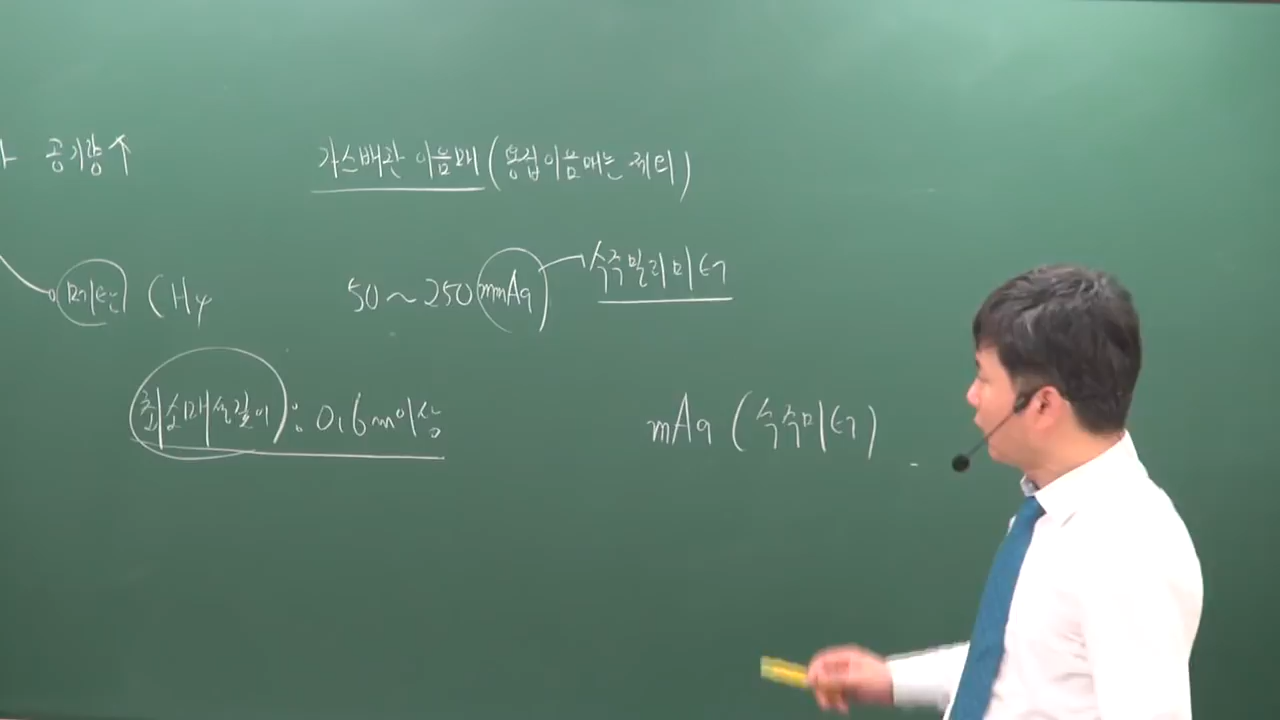 공기량↑
가스배관 이음매(용접이음매는 제외)
50~250mmAq 수주밀리미터
메탄 CH4
최소매설깊이: 0.6m이상
mAq (수주미터)